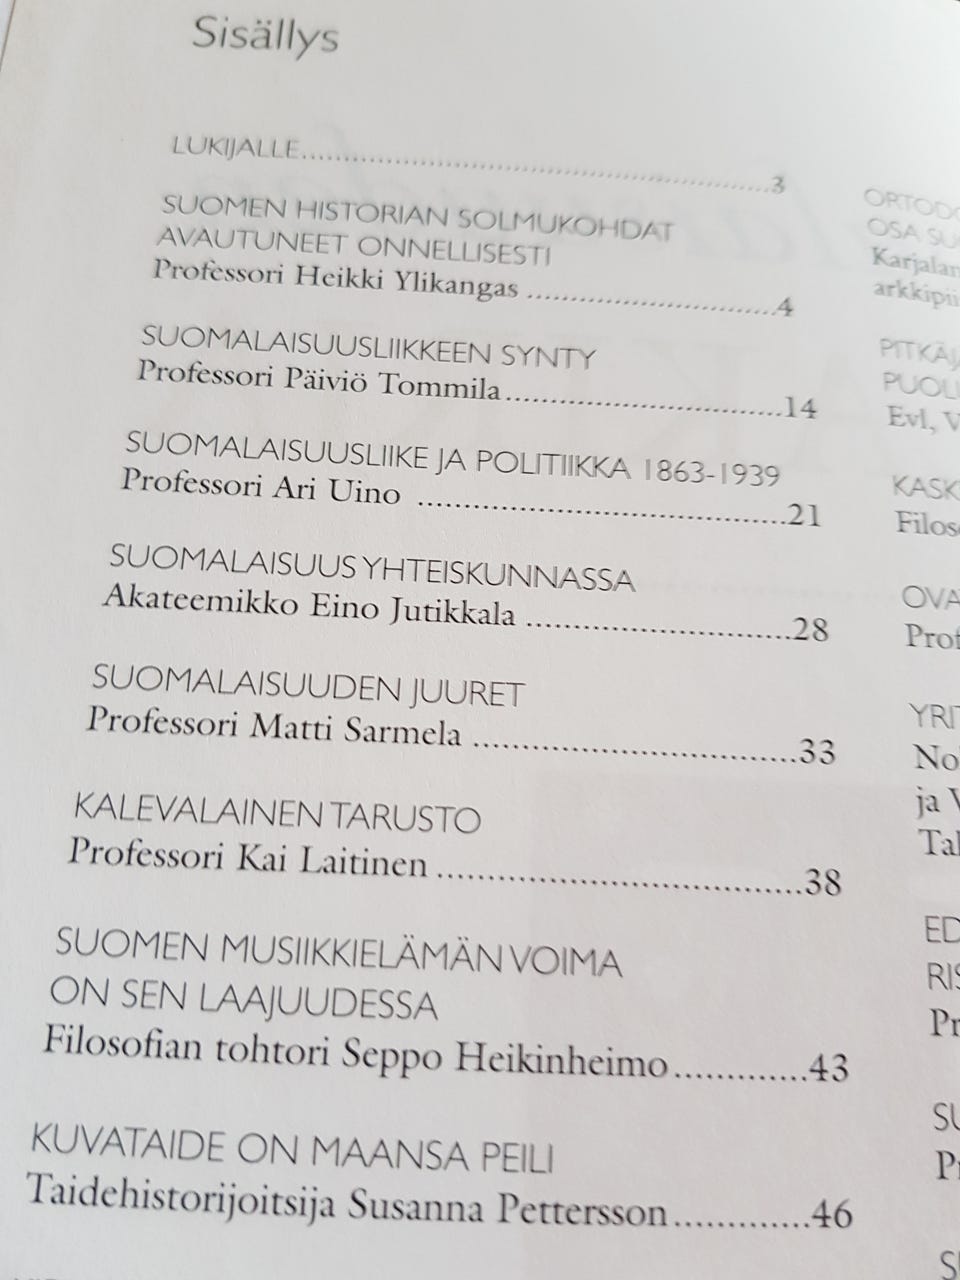 Sisällys
LUKIJALLE..........3
SUOMEN HISTORIAN SOLMUKOHDAT
AVAUTUNEET ONNELLISESTI
Professori Heikki Ylikangas..........4
SUOMALAISUUSLIIKKEEN SYNTY
Professori Päiviö Tommila..........14
SUOMALAISUUSLIIKE JA POLITIIKKA 1863-1939
Professori Ari Uino..........21
SUOMALAISUUS YHTEISKUNNASSA
Akateemikko Eino Jutikkala..........28
SUOMALAISUUDEN JUURET
Professori Matti Sarmela..........33
KALEVALAINEN TARUSTO
Professori Kai Laitinen..........38
SUOMEN MUSIIKKIELÄMÄN VOIMA
ON SEN LAAJUUDESSA
Filosofian tohtori Seppo Heikinheimo..........43
KUVATAIDE ON MAANSA PEILI
Taidehistorijoitsija Susanna Pettersson..........46
OSA
Evl,
ja